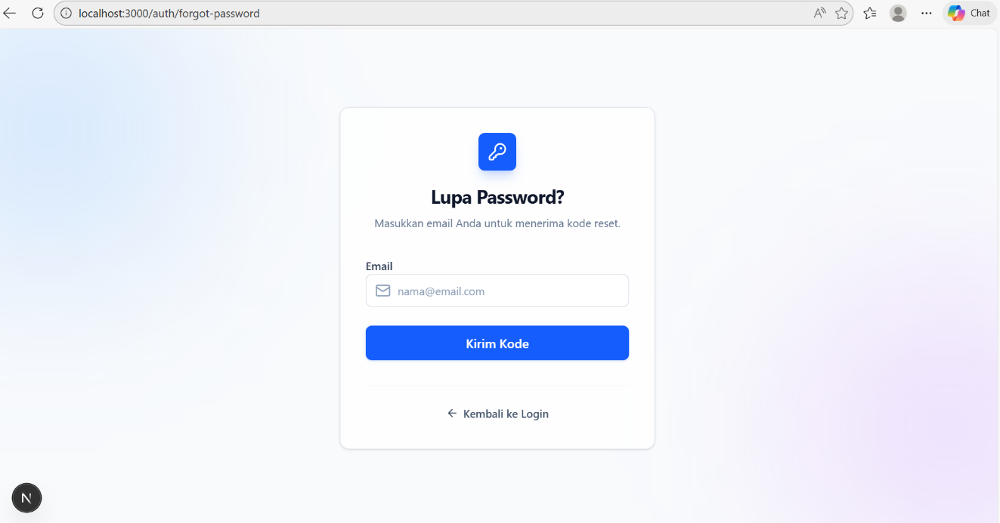 localhost:3000/auth/forgot-password
Chat
Lupa Password?
Masukkan email Anda untuk menerima kode reset.
Email
nama@email.com
Kirim Kode
← Kembali ke Login
N